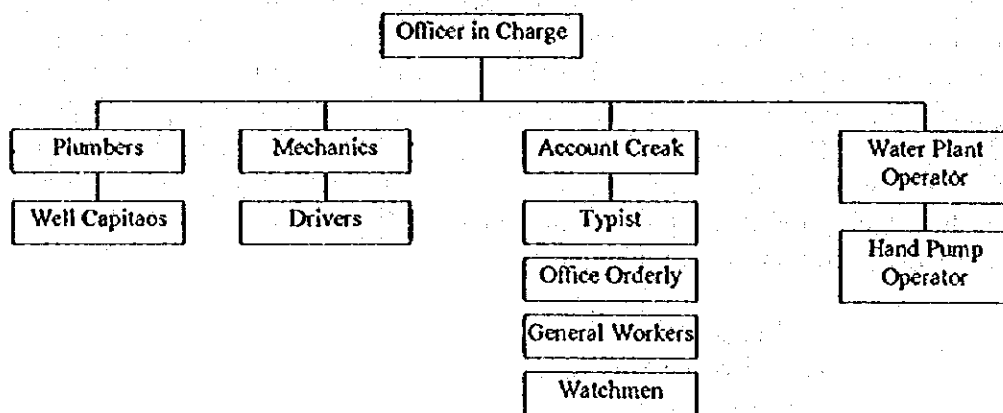 Officer in Charge
Plumbers
Mechanics
Account Creak
Water Plant
Operator
Well Capitaos
Drivers
Typist
Hand Pump
Operator
Office Orderly
General Workers
Watchmen